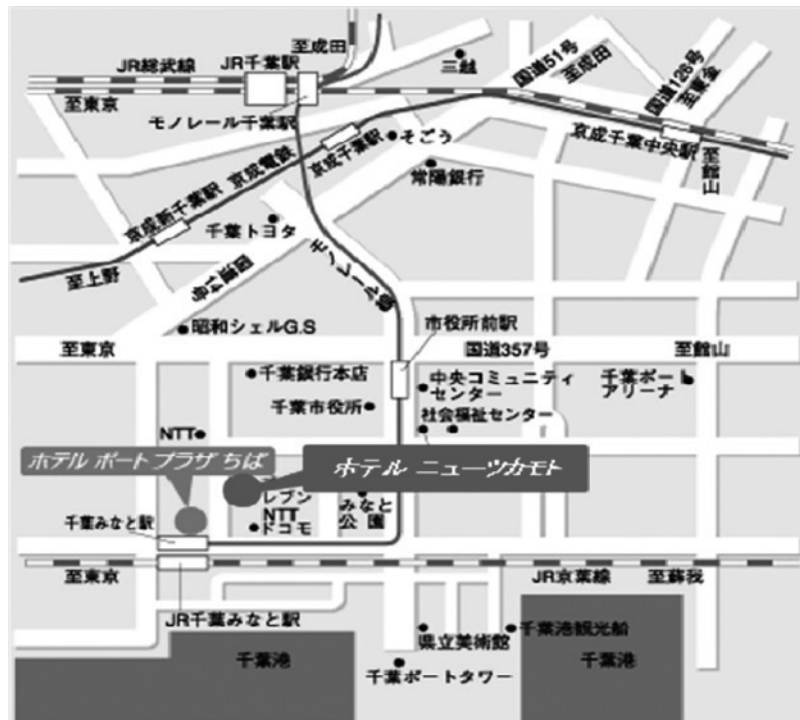 至成田
JR総武線
JR千葉駅
三越
国道51号
至成田
国道126号
至東金
至東京
モノレール千葉駅
京成千葉駅
そごう
京成千葉中央駅
至館山
常陽銀行
京成電鉄
京成新千葉駅
千葉トヨタ
モノレール線
至上野
国道14号
昭和シェルG.S
市役所前駅
至東京
国道357号
至館山
千葉銀行本店
中央コミュニティ
センター
千葉ポート
アリーナ
千葉市役所
社会福祉センター
NTT
ホテル ポートプラザ ちば
ホテル ニューツカモト
レブン
みなと
公園
NTT
ドコモ
千葉みなと駅
至東京
JR京葉線
至蘇我
JR千葉みなと駅
県立美術館
千葉港観光船
千葉港
千葉ポートタワー
千葉港